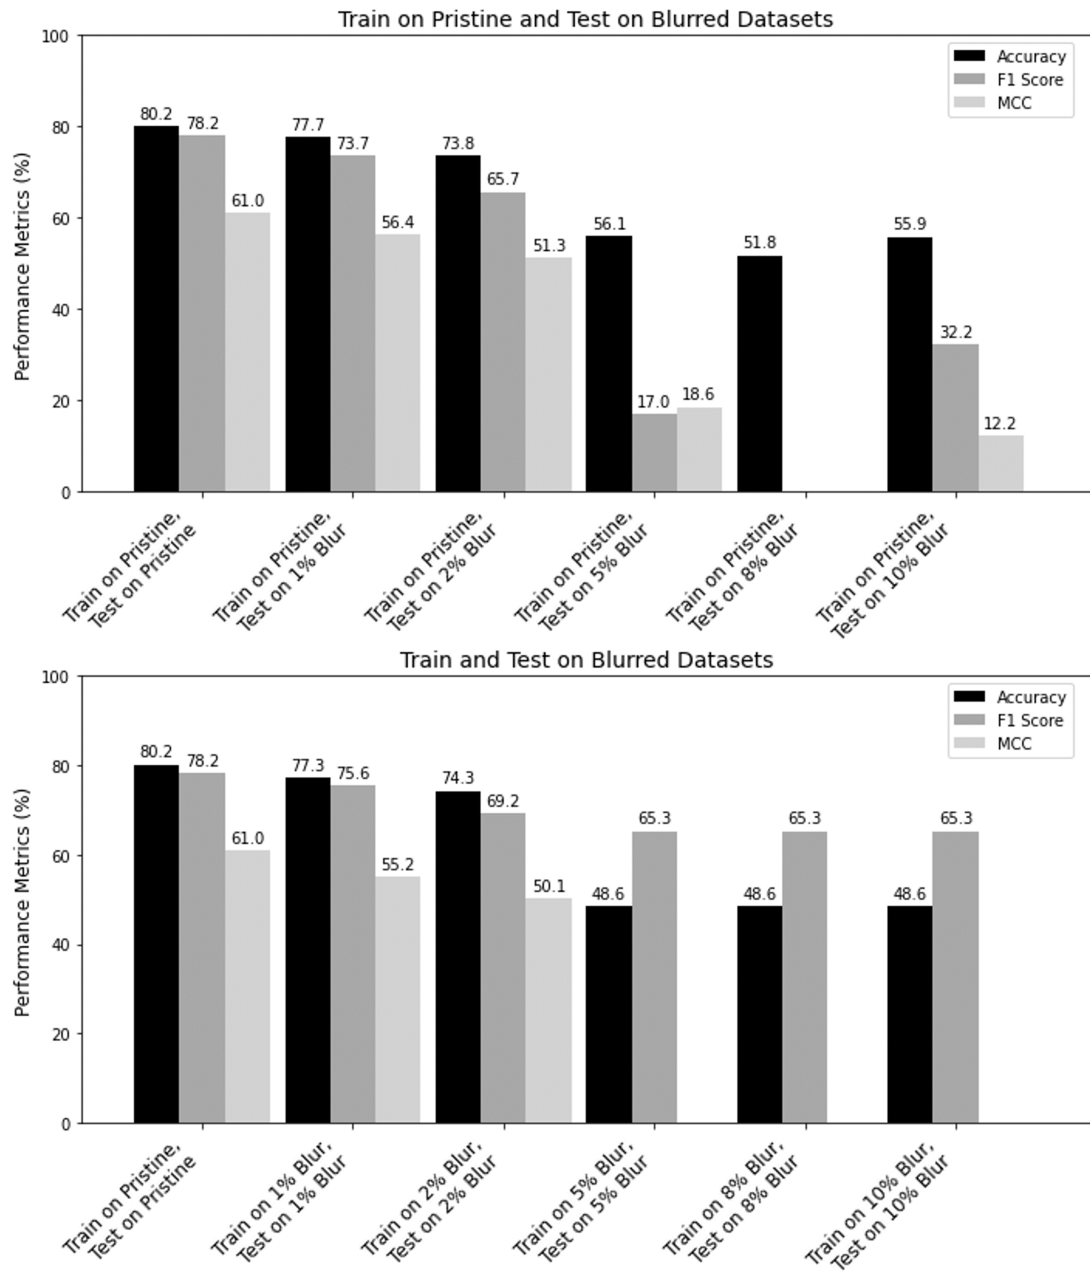 Train on Pristine and Test on Blurred Datasets
Performance Metrics (%)
100
80
60
40
20
0
Accuracy
F1 Score
MCC
80.2
78.2
61.0
77.7
73.7
56.4
73.8
65.7
51.3
56.1
17.0
18.6
51.8
55.9
32.2
12.2
Train on Pristine,
Test on Pristine
Train on Pristine,
Test on 1% Blur
Train on Pristine,
Test on 2% Blur
Train on Pristine,
Test on 5% Blur
Train on Pristine,
Test on 8% Blur
Train on Pristine,
Test on 10% Blur
Train and Test on Blurred Datasets
Performance Metrics (%)
100
80
60
40
20
0
Accuracy
F1 Score
MCC
80.2
78.2
61.0
77.3
75.6
55.2
74.3
69.2
50.1
48.6
65.3
48.6
65.3
48.6
65.3
Train on Pristine,
Test on Pristine
Train on 1% Blur,
Test on 1% Blur
Train on 2% Blur,
Test on 2% Blur
Train on 5% Blur,
Test on 5% Blur
Train on 8% Blur,
Test on 8% Blur
Train on 10% Blur,
Test on 10% Blur